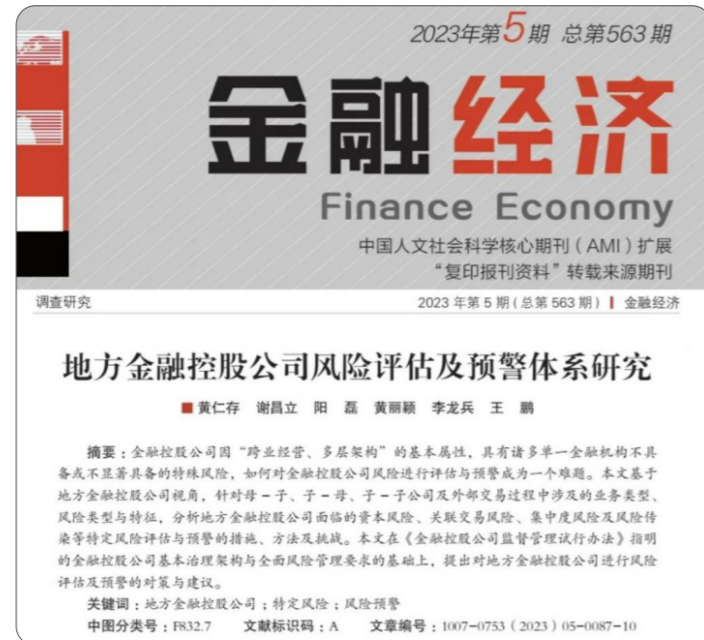 2023年第5期 总第563期
金融经济
Finance Economy
中国人文社会科学核心期刊（AMI）扩展
“复印报刊资料”转载来源期刊
调查研究
2023 年第 5 期（总第 563 期） 金融经济
地方金融控股公司风险评估及预警体系研究
■ 黄仁存 谢昌立 阳 磊 黄丽颖 李龙兵 王 鹏
摘要：金融控股公司因“跨业经营、多层架构”的基本属性，具有诸多单一金融机构不具
备或不显著具备的特殊风险，如何对金融控股公司风险进行评估与预警成为一个难题。本文基于
地方金融控股公司视角，针对母－子、子－母、子－子公司及外部交易过程中涉及的业务类型、
风险类型与特征，分析地方金融控股公司面临的资本风险、关联交易风险、集中度风险及风险传
染等特定风险评估与预警的措施、方法及挑战。本文在《金融控股公司监督管理试行办法》指明
的金融控股公司基本治理架构与全面风险管理要求的基础上，提出对地方金融控股公司进行风险
评估及预警的对策与建议。
关键词：地方金融控股公司；特定风险；风险预警
中图分类号：F832.7 文献标识码：A 文章编号：1007-0753（2023）05-0087-10